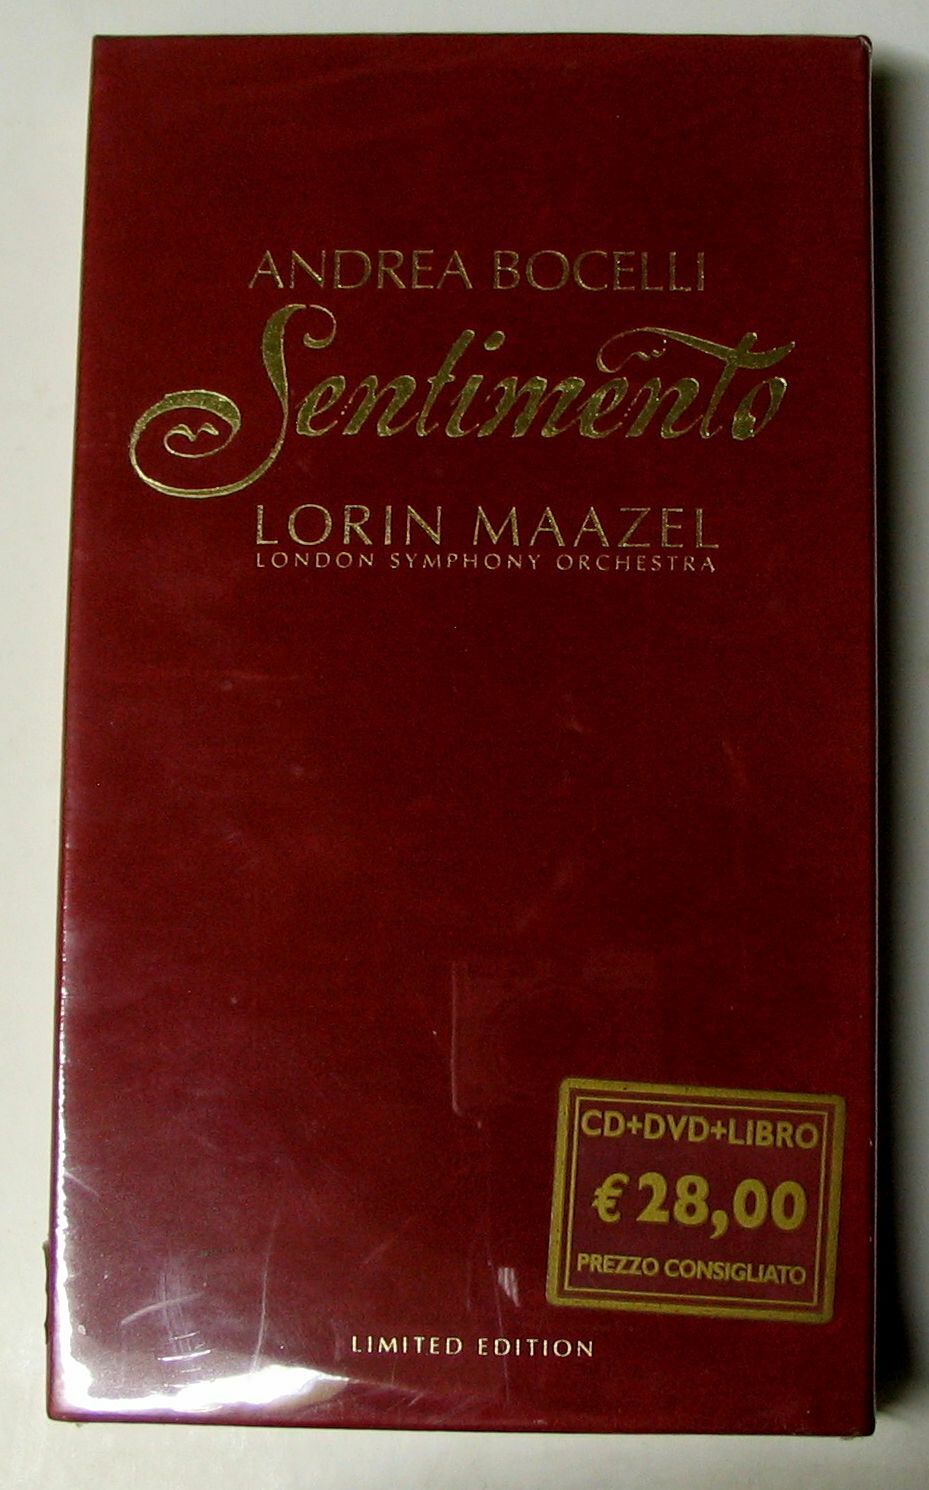 ANDREA BOCELLI
Sentimento
LORIN MAAZEL
LONDON SYMPHONY ORCHESTRA
CD+DVD+LIBRO
€ 28,00
PREZZO CONSIGLIATO
LIMITED EDITION